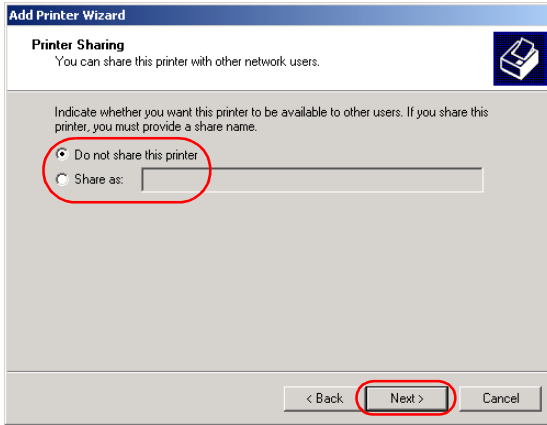 Add Printer Wizard
Printer Sharing
You can share this printer with other network users.
Indicate whether you want this printer to be available to other users. If you share this
printer, you must provide a share name.
Do not share this printer
Share as:
< Back
Next >
Cancel